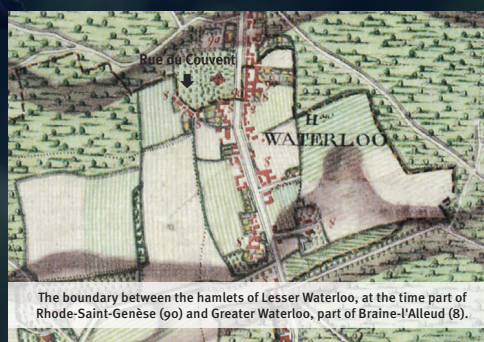 Rue du Couvent
H.
WATERLOO
The boundary between the hamlets of Lesser Waterloo, at the time part of
Rhode-Saint-Genèse (90) and Greater Waterloo, part of Braine-l'Alleud (8).